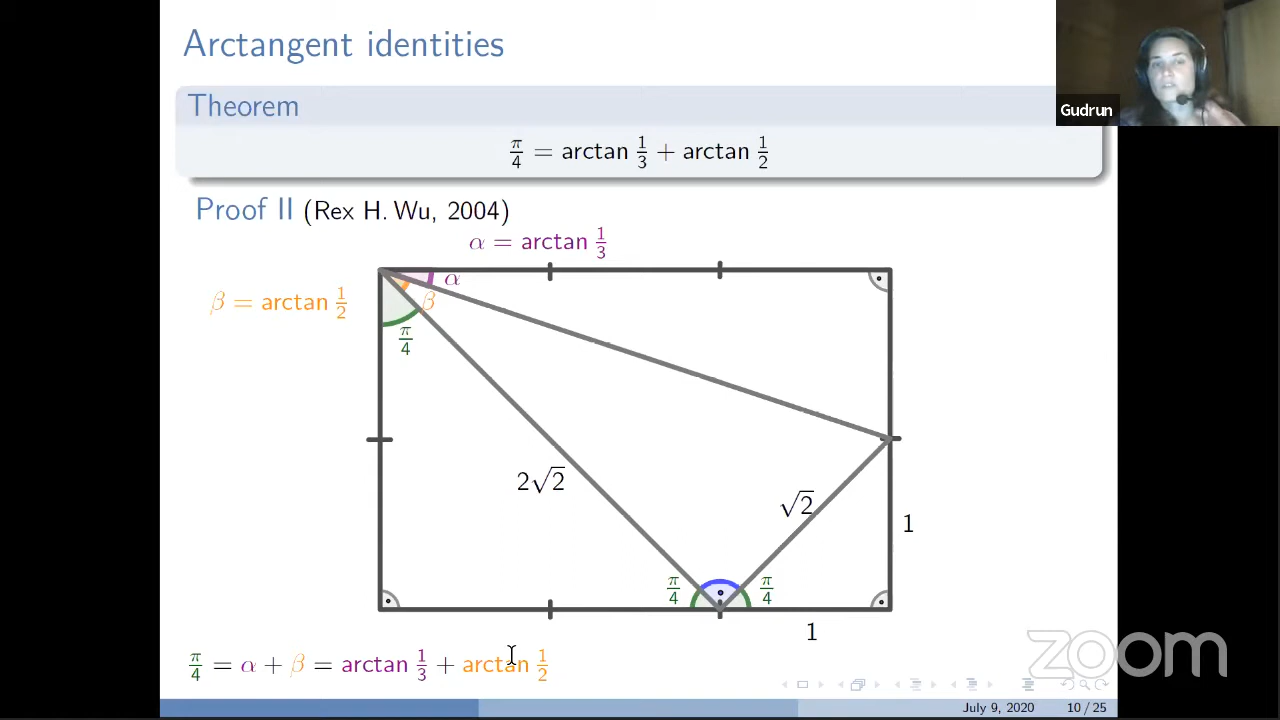 Arctangent identities
Theorem
π/4 = arctan 1/3 + arctan 1/2
Proof II (Rex H. Wu, 2004)
α = arctan 1/3
β = arctan 1/2
α
β
π/4
2√2
√2
1
π/4
π/4
1
π/4 = α + β = arctan 1/3 + arctan 1/2
July 9, 2020 10 / 25
Gudrun
zoom